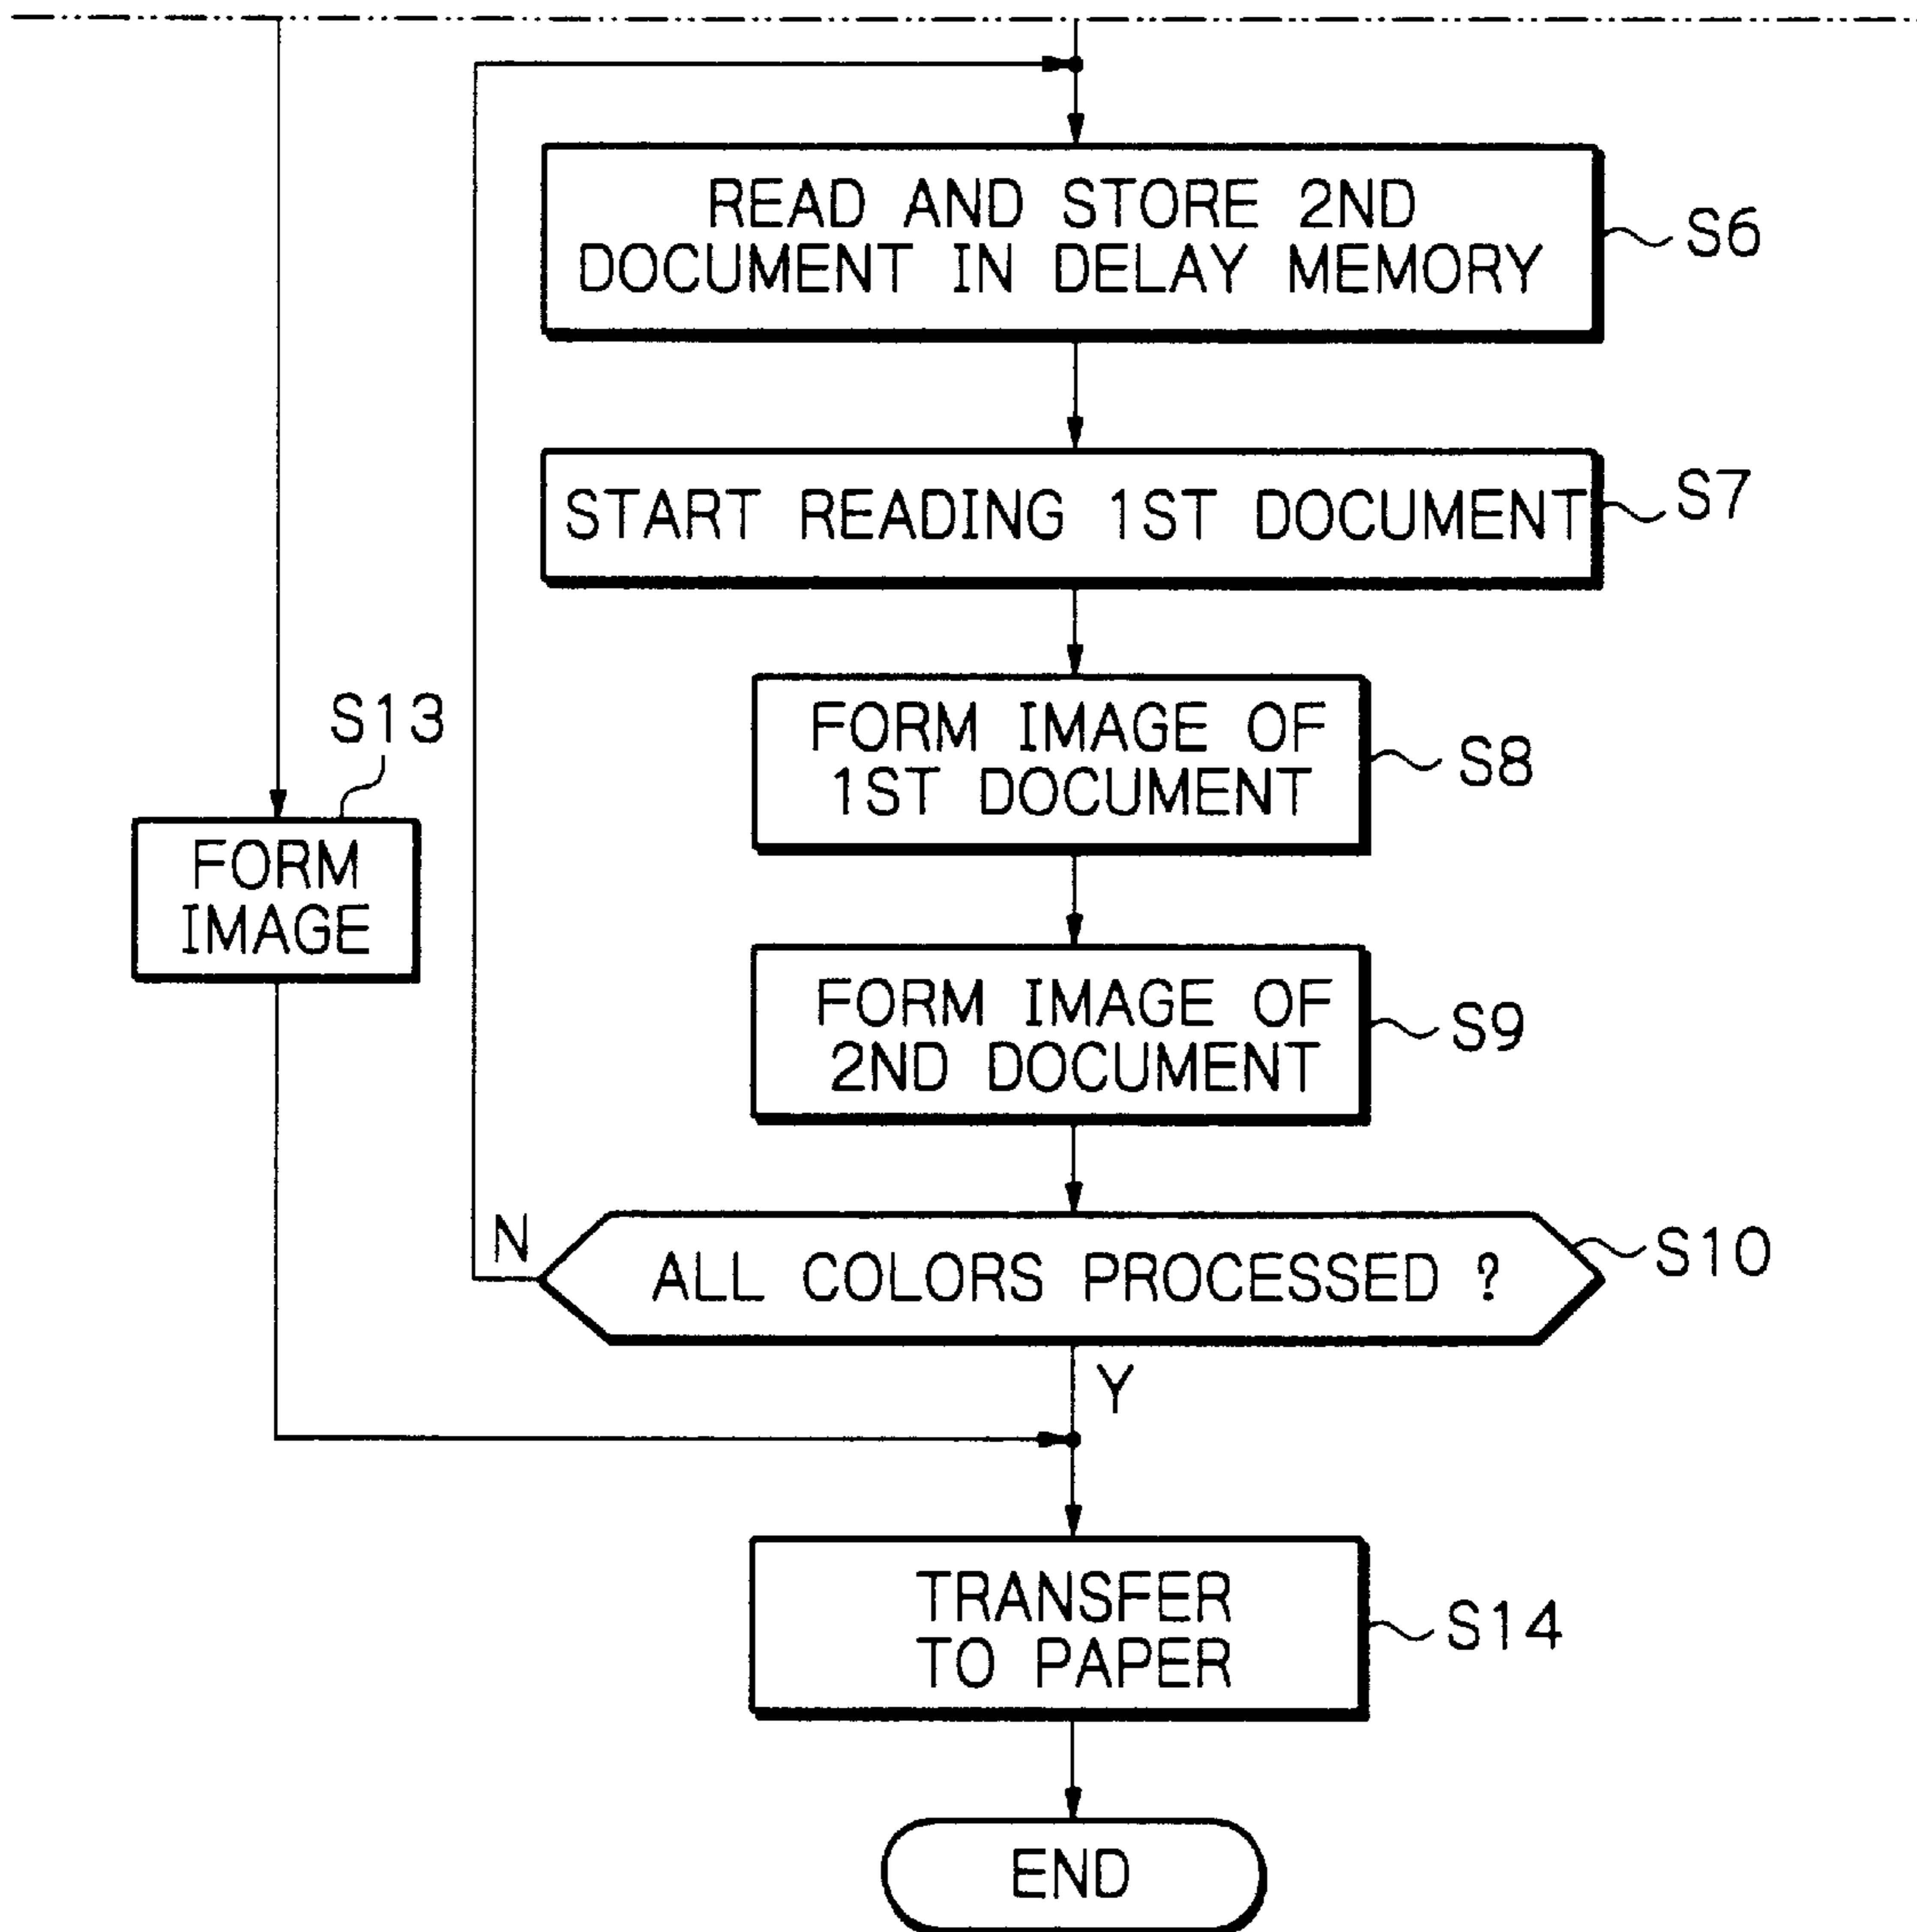 READ AND STORE 2ND
DOCUMENT IN DELAY MEMORY
S6
START READING 1ST DOCUMENT
S7
S13
FORM IMAGE OF
1ST DOCUMENT
S8
FORM
IMAGE
FORM IMAGE OF
2ND DOCUMENT
S9
N
ALL COLORS PROCESSED ?
S10
Y
TRANSFER
TO PAPER
S14
END